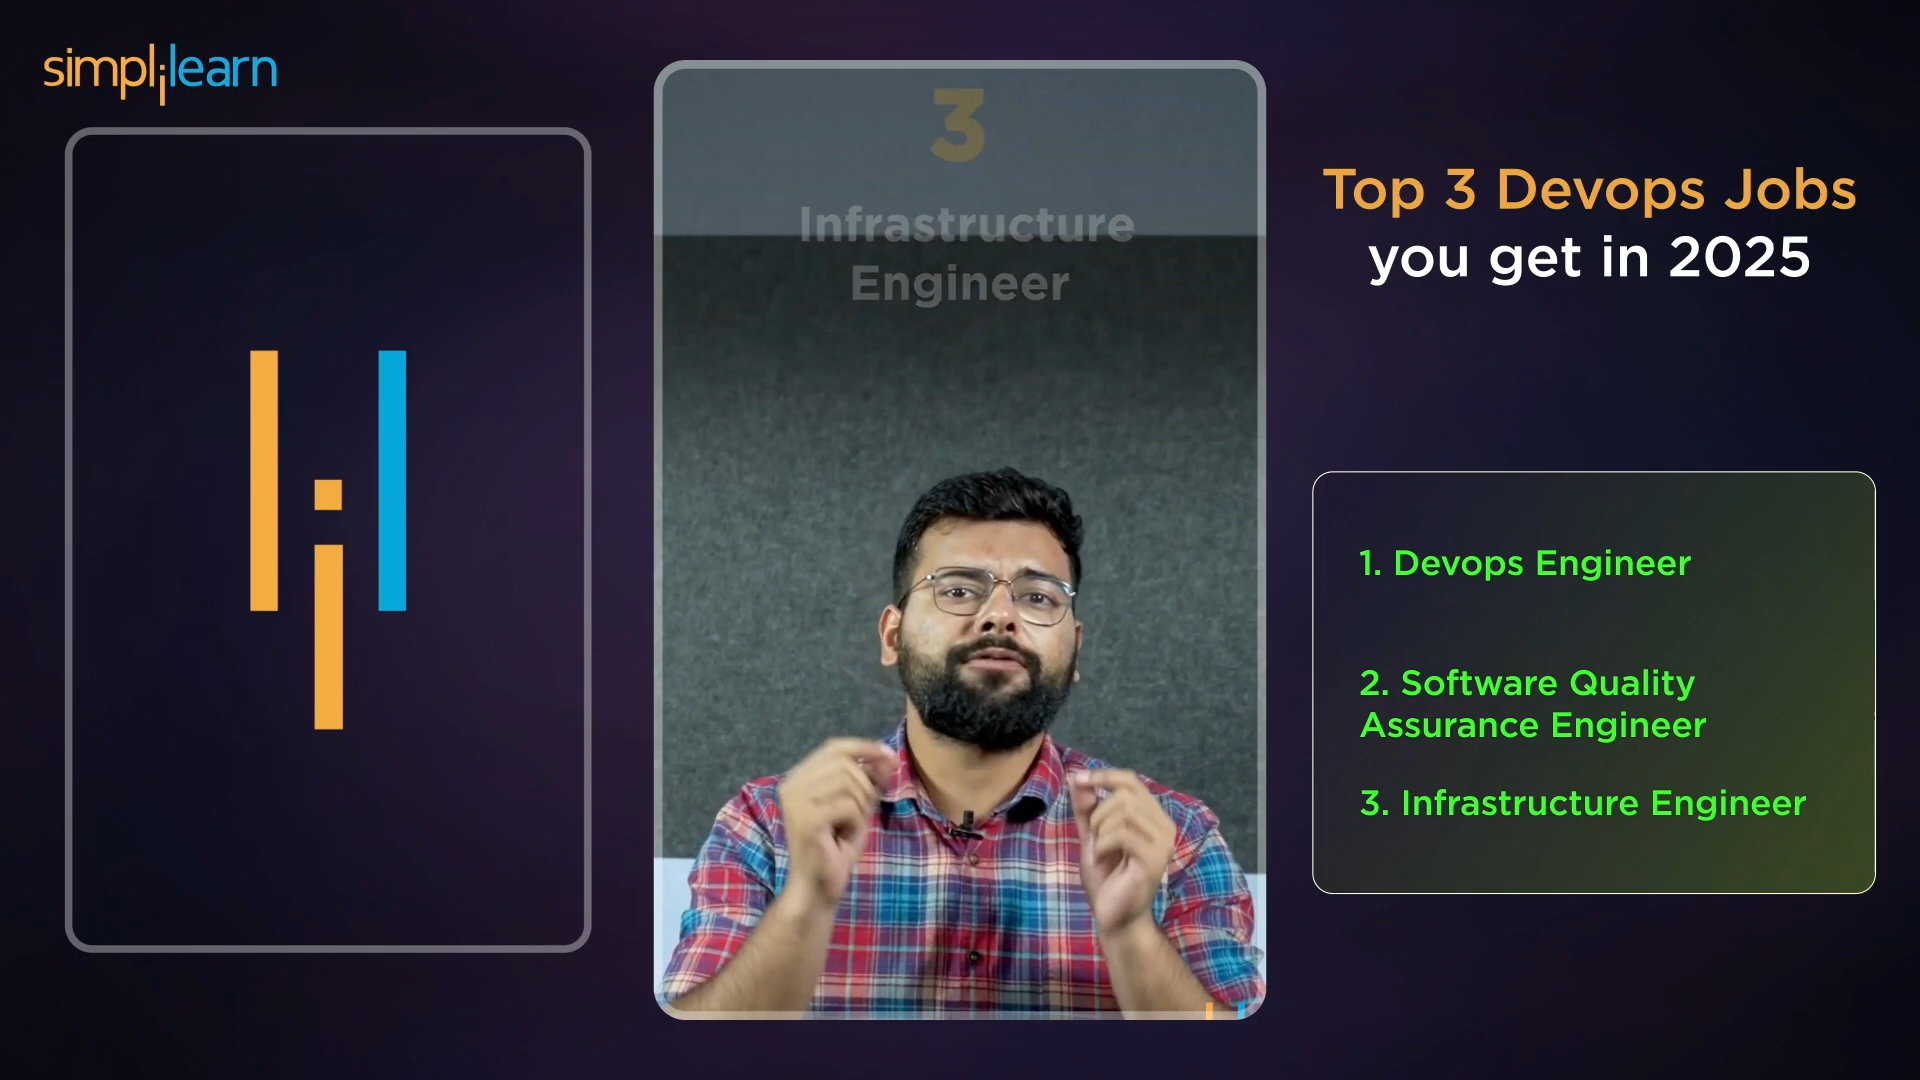 simplilearn
3
Infrastructure
Engineer
Top 3 Devops Jobs
you get in 2025
1. Devops Engineer
2. Software Quality
Assurance Engineer
3. Infrastructure Engineer